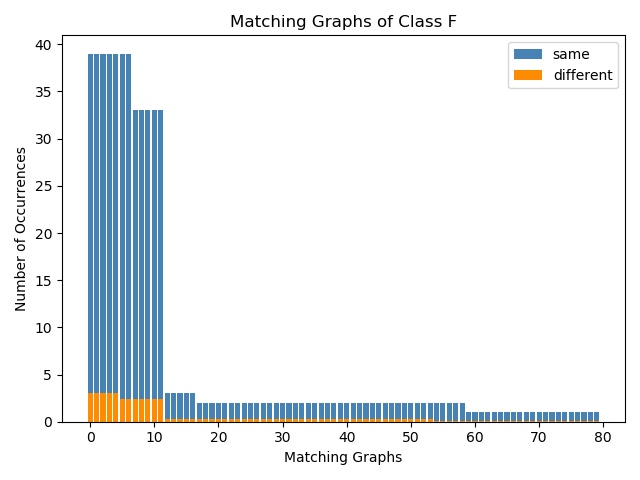 Matching Graphs of Class F
same
different
Number of Occurrences
40
35
30
25
20
15
10
5
0
0 10 20 30 40 50 60 70 80
Matching Graphs